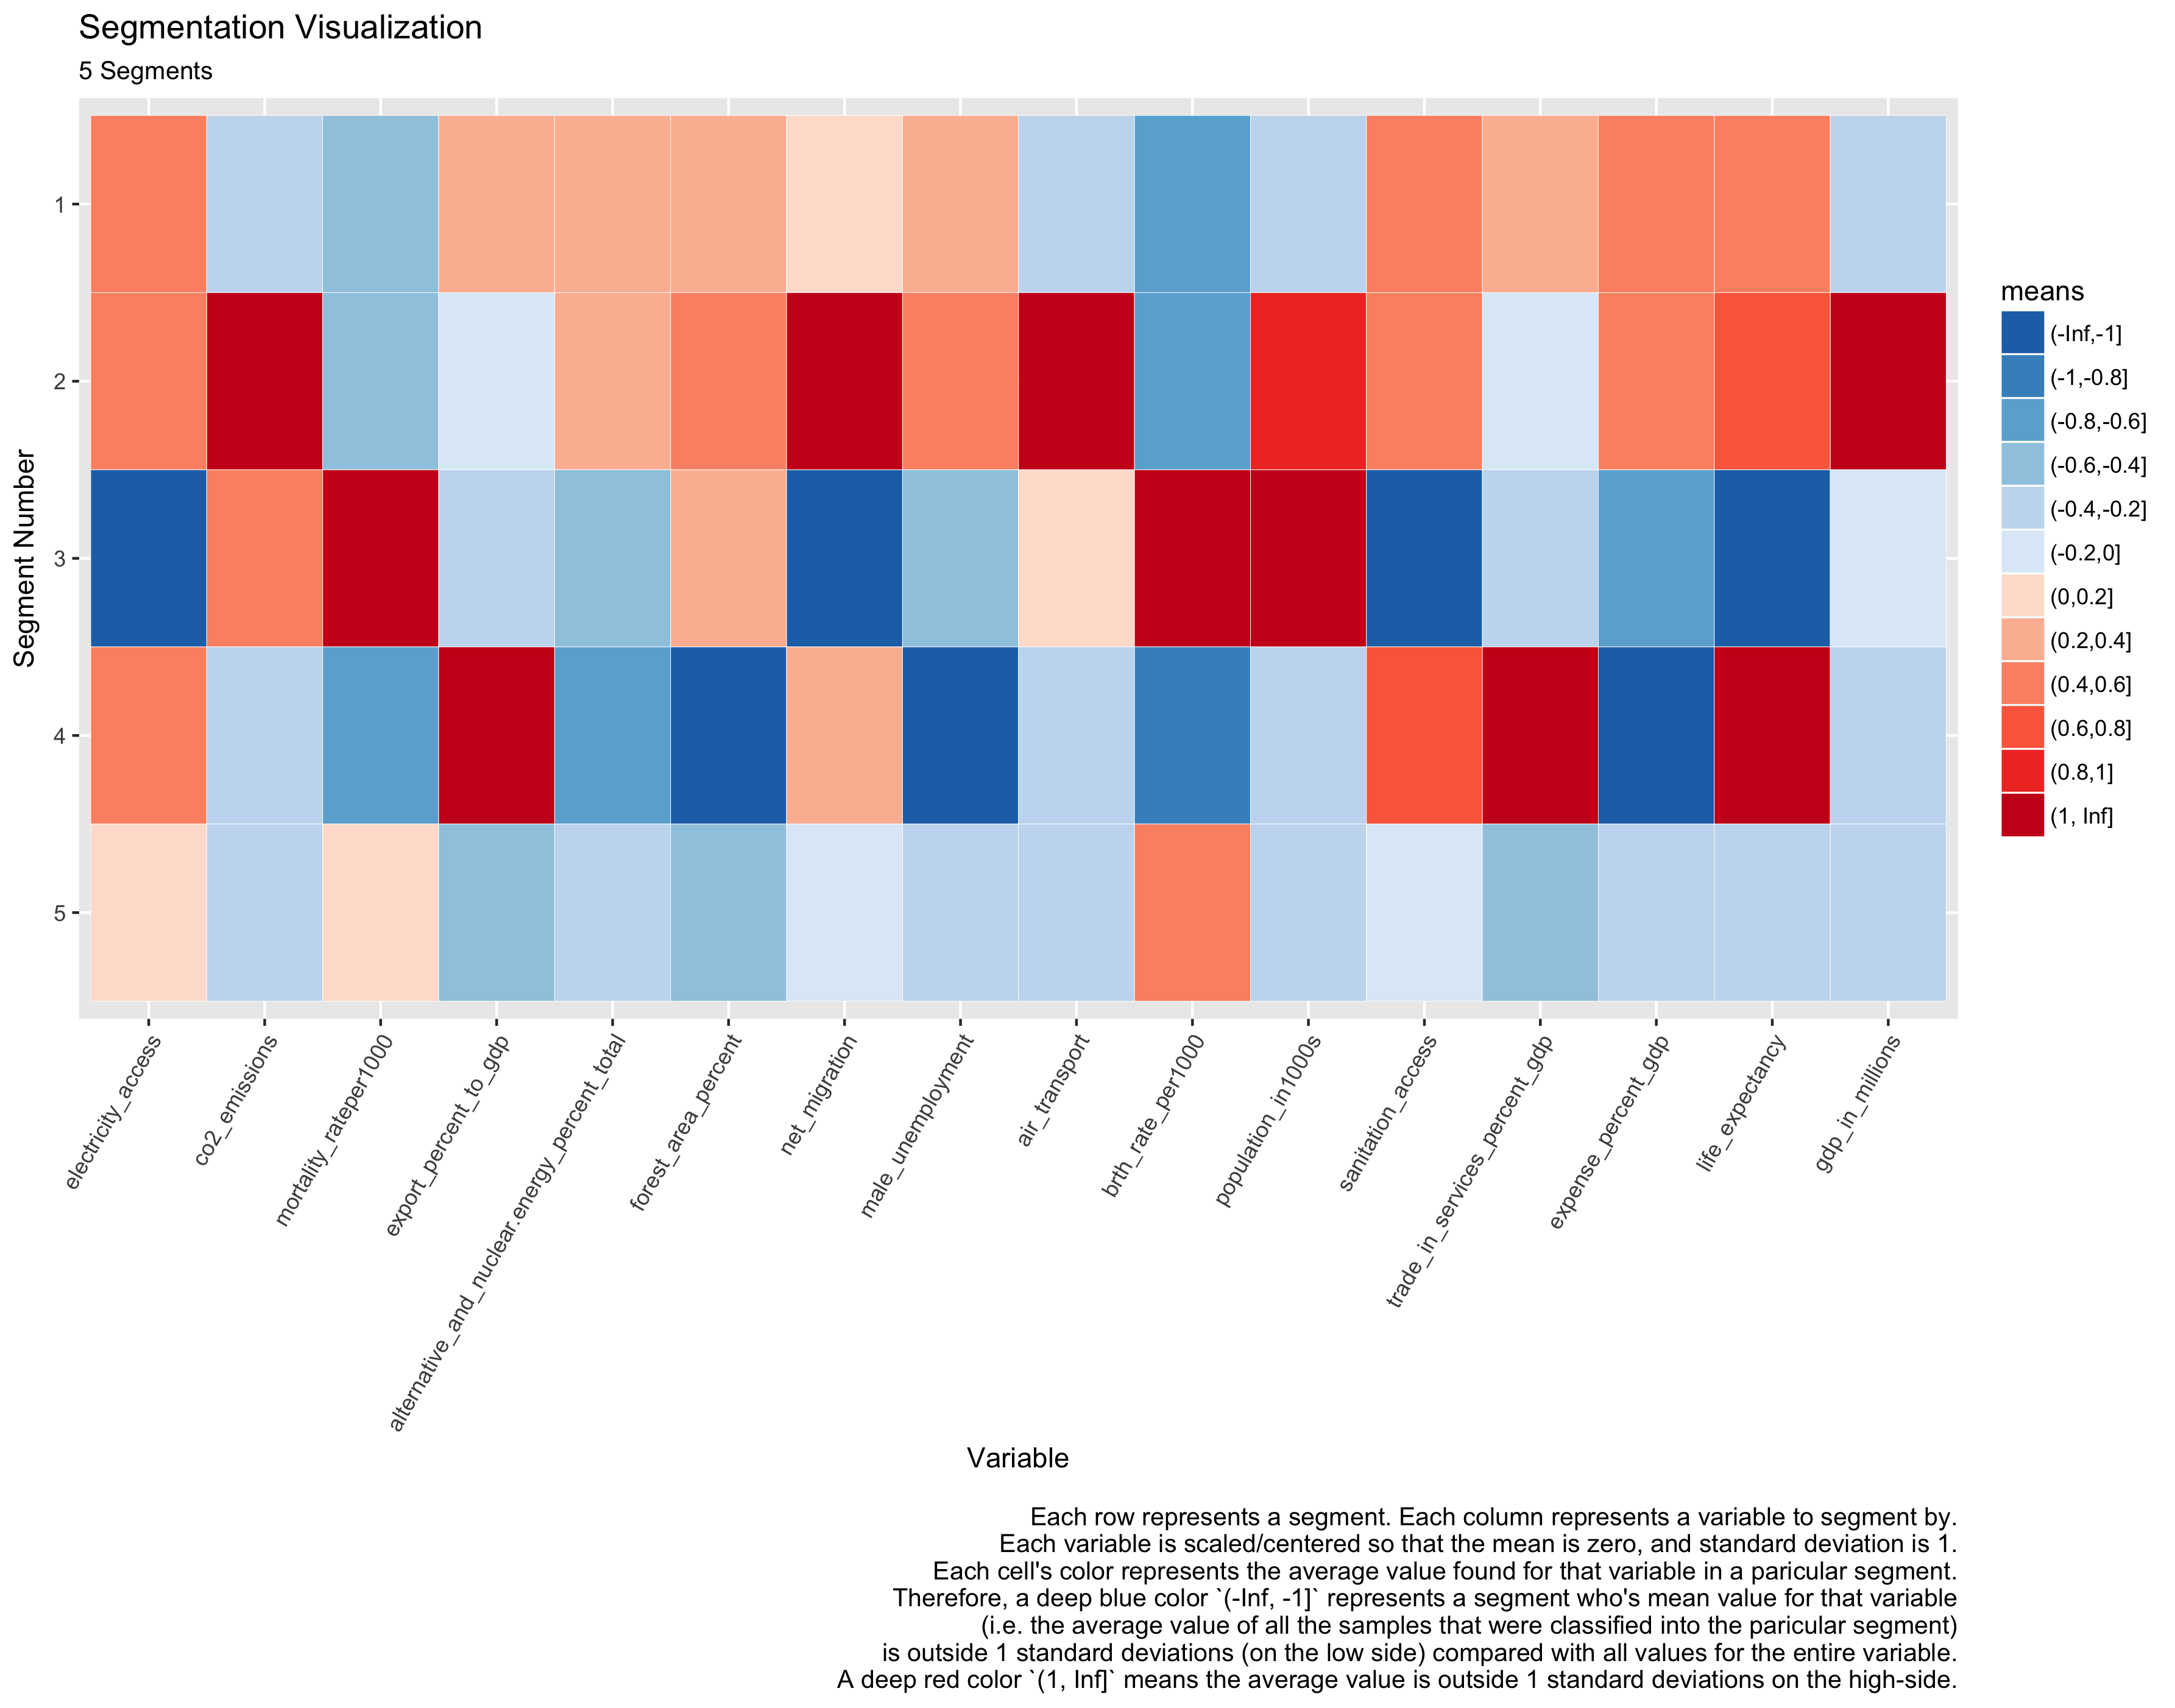 Segmentation Visualization
5 Segments
Segment Number
1
2
3
4
5
means
(-Inf,-1]
(-1,-0.8]
(-0.8,-0.6]
(-0.6,-0.4]
(-0.4,-0.2]
(-0.2,0]
(0,0.2]
(0.2,0.4]
(0.4,0.6]
(0.6,0.8]
(0.8,1]
(1, Inf]
electricity_access
co2_emissions
mortality_rateper1000
export_percent_to_gdp
alternative_and_nuclear.energy_percent_total
forest_area_percent
net_migration
male_unemployment
air_transport
brth_rate_per1000
population_in1000s
sanitation_access
trade_in_services_percent_gdp
expense_percent_gdp
life_expectancy
gdp_in_millions
Variable
Each row represents a segment. Each column represents a variable to segment by.
Each variable is scaled/centered so that the mean is zero, and standard deviation is 1.
Each cell's color represents the average value found for that variable in a paricular segment.
Therefore, a deep blue color `(-Inf, -1]` represents a segment who's mean value for that variable
(i.e. the average value of all the samples that were classified into the paricular segment)
is outside 1 standard deviations (on the low side) compared with all values for the entire variable.
A deep red color `(1, Inf]` means the average value is outside 1 standard deviations on the high-side.